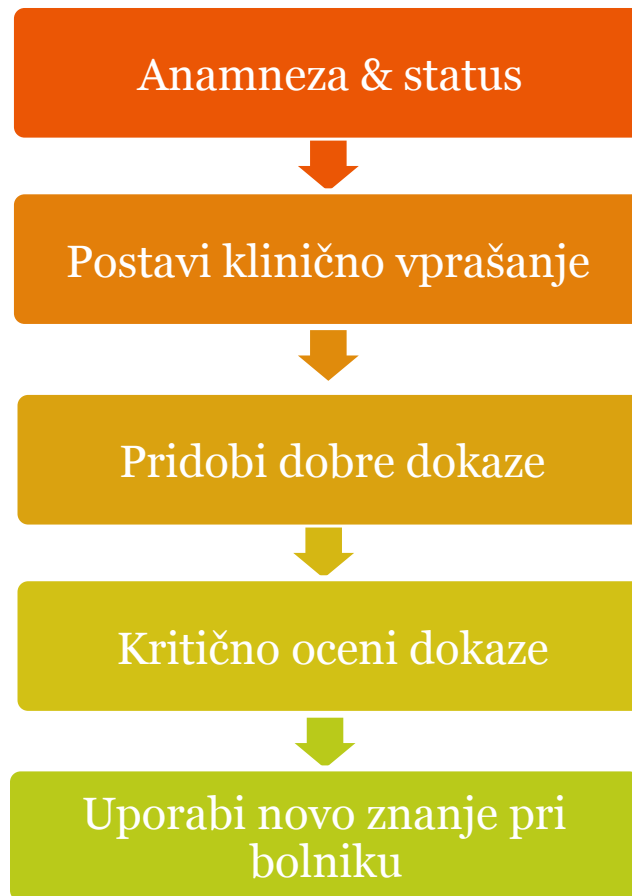 Anamneza & status
Postavi klinično vprašanje
Pridobi dobre dokaze
Kritično oceni dokaze
Uporabi novo znanje pri
bolniku